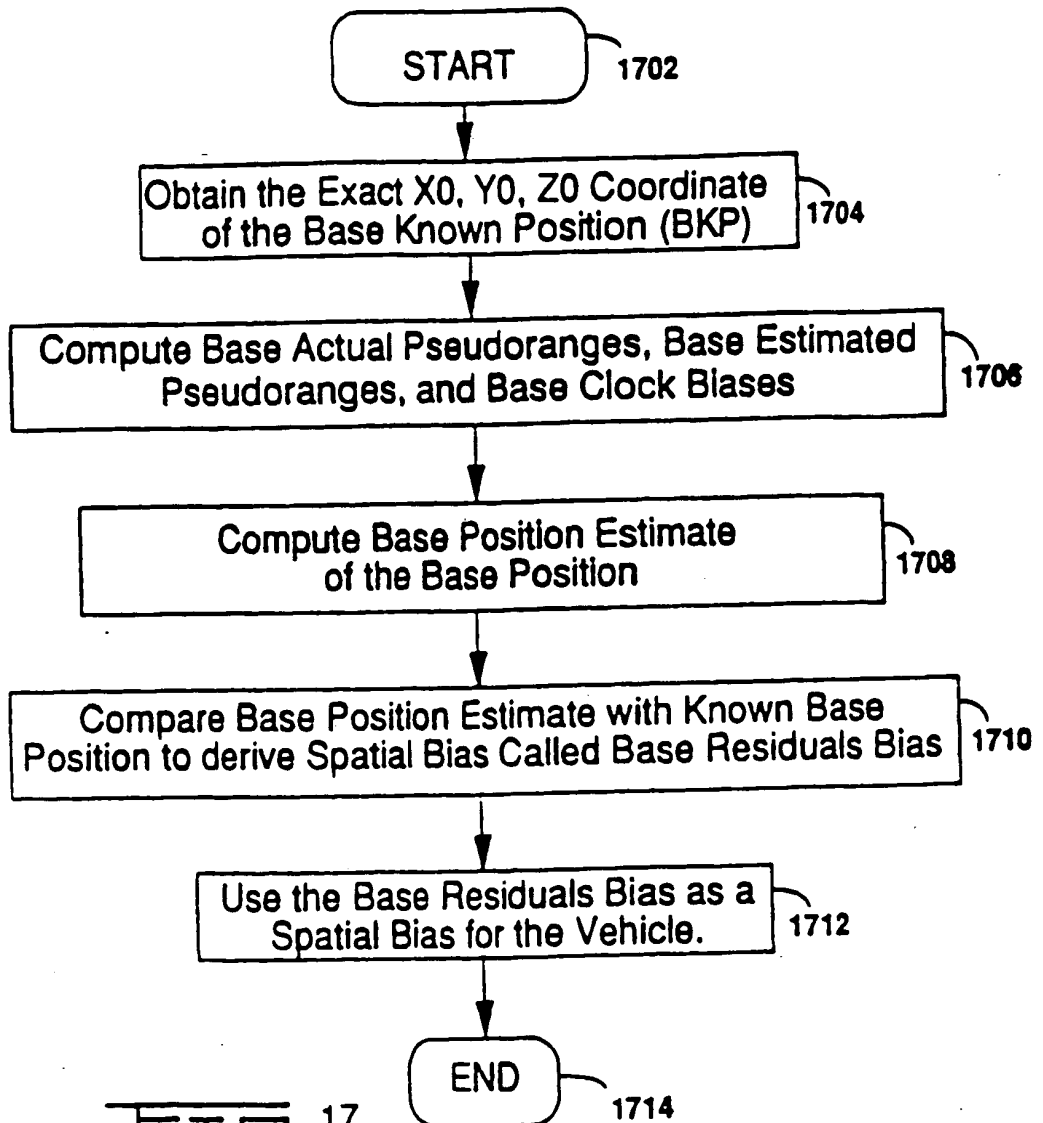 START
1702
Obtain the Exact X0, Y0, Z0 Coordinate
of the Base Known Position (BKP)
1704
Compute Base Actual Pseudoranges, Base Estimated
Pseudoranges, and Base Clock Biases
1706
Compute Base Position Estimate
of the Base Position
1708
Compare Base Position Estimate with Known Base
Position to derive Spatial Bias Called Base Residuals Bias
1710
Use the Base Residuals Bias as a
Spatial Bias for the Vehicle.
1712
END
1714
17